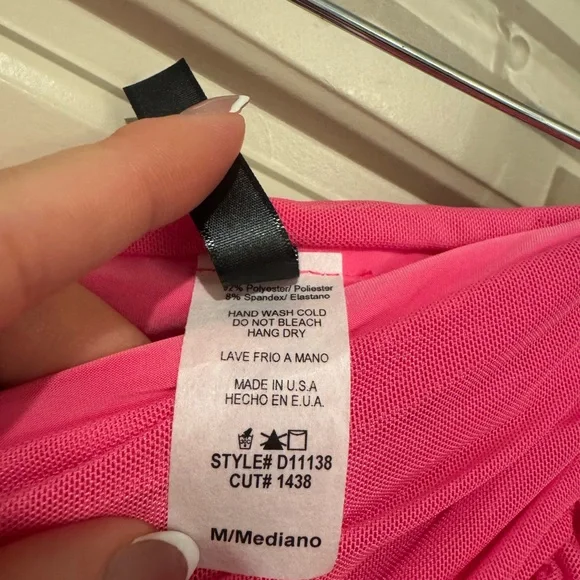 92% Polyester/ Poliester
8% Spandex/ Elastano
HAND WASH COLD
DO NOT BLEACH
HANG DRY
LAVE FRIO A MANO
MADE IN U.S.A
HECHO EN E.U.A.
STYLE# D11138
CUT# 1438
M/Mediano